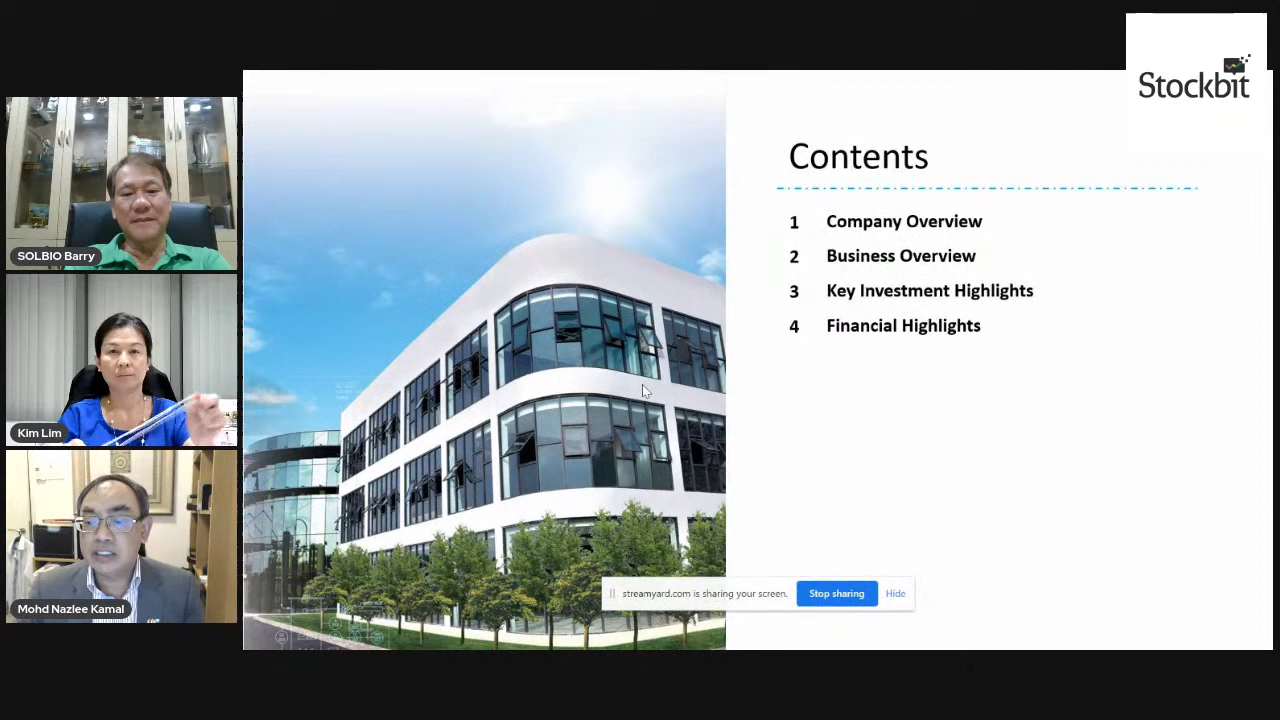 Stockbit
Contents
1 Company Overview
2 Business Overview
3 Key Investment Highlights
4 Financial Highlights
SOLBIO Barry
Kim Lim
Mohd Nazlee Kamal
streamyard.com is sharing your screen. Stop sharing Hide